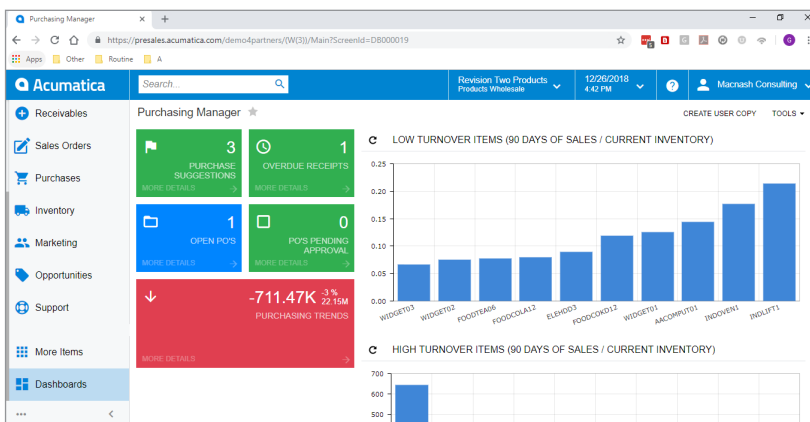 Purchasing Manager
https://presales.acumatica.com/demo4partners/(W(3))/Main?ScreenId=DB000019
Apps Other Routine A
Acumatica
Search...
Revision Two Products
Products Wholesale
12/26/2018
4:42 PM
?
Macnash Consulting
Receivables
Sales Orders
Purchases
Inventory
Marketing
Opportunities
Support
More Items
Dashboards
Purchasing Manager
CREATE USER COPY TOOLS
3
PURCHASE
SUGGESTIONS
MORE DETAILS
1
OVERDUE RECEIPTS
MORE DETAILS
1
OPEN PO'S
MORE DETAILS
0
PO'S PENDING
APPROVAL
MORE DETAILS
-711.47K -3 %
22.15M
PURCHASING TRENDS
MORE DETAILS
LOW TURNOVER ITEMS (90 DAYS OF SALES / CURRENT INVENTORY)
0.25
0.20
0.15
0.10
0.05
0.00
WIDGET03 WIDGET02 FOODTEA06 FOODCOLA12 ELEHDD3 FOODCOKD12 WIDGET01 AACOMPUT01 INDOVEN1 INDLIFT1
HIGH TURNOVER ITEMS (90 DAYS OF SALES / CURRENT INVENTORY)
700
600
500